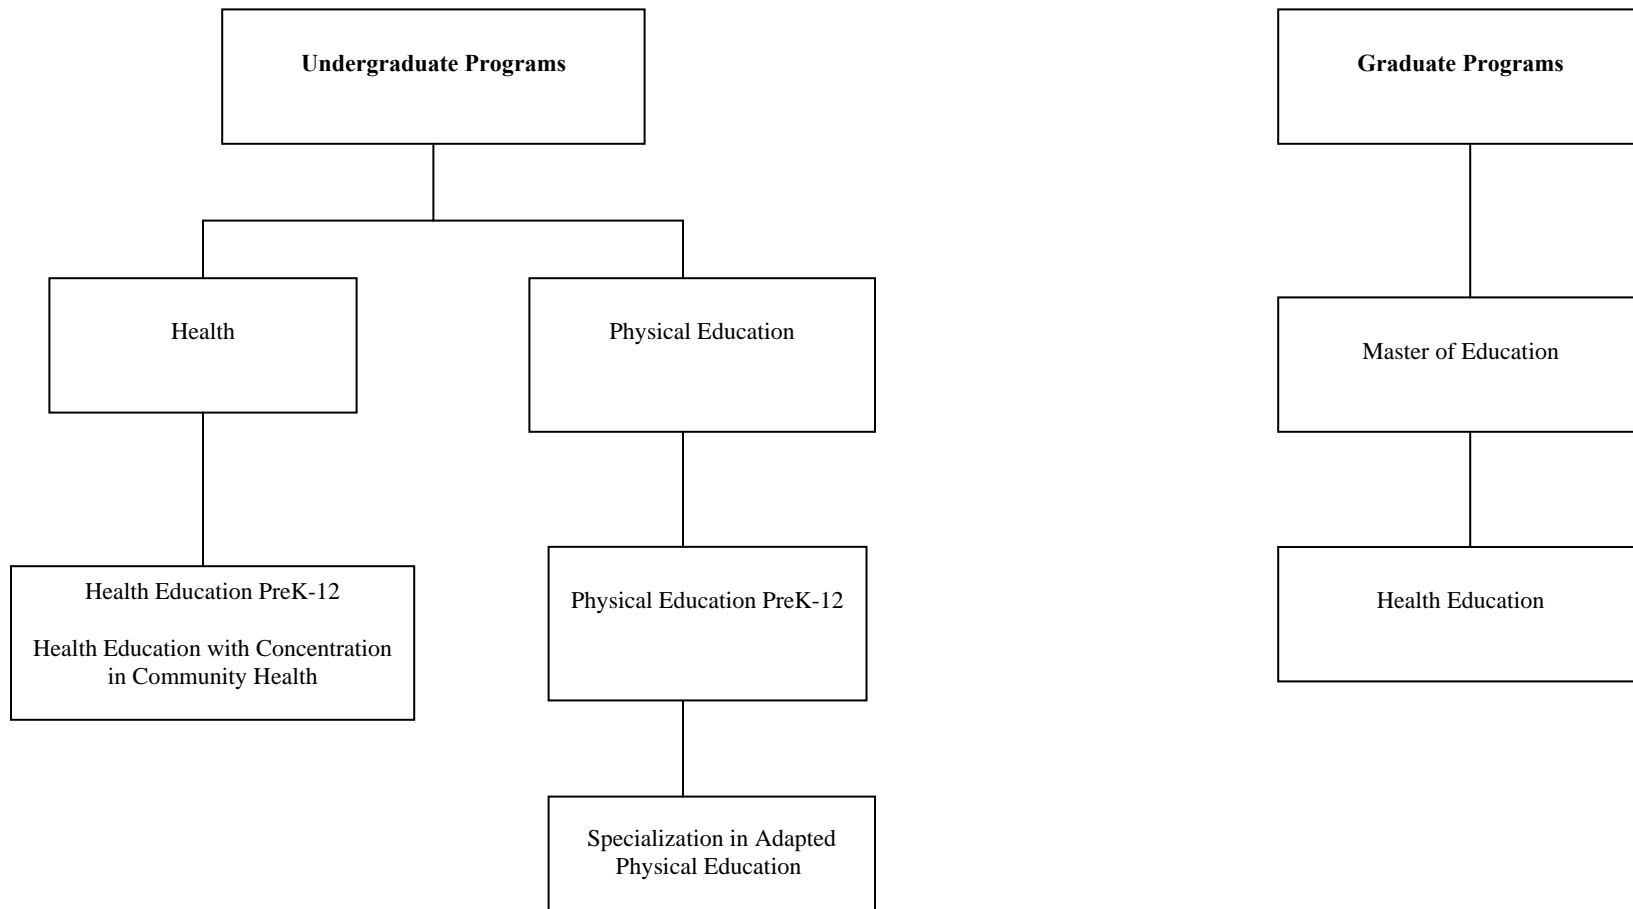 Undergraduate Programs
Graduate Programs
Health
Physical Education
Master of Education
Health Education PreK-12
Health Education with Concentration
in Community Health
Physical Education PreK-12
Health Education
Specialization in Adapted
Physical Education